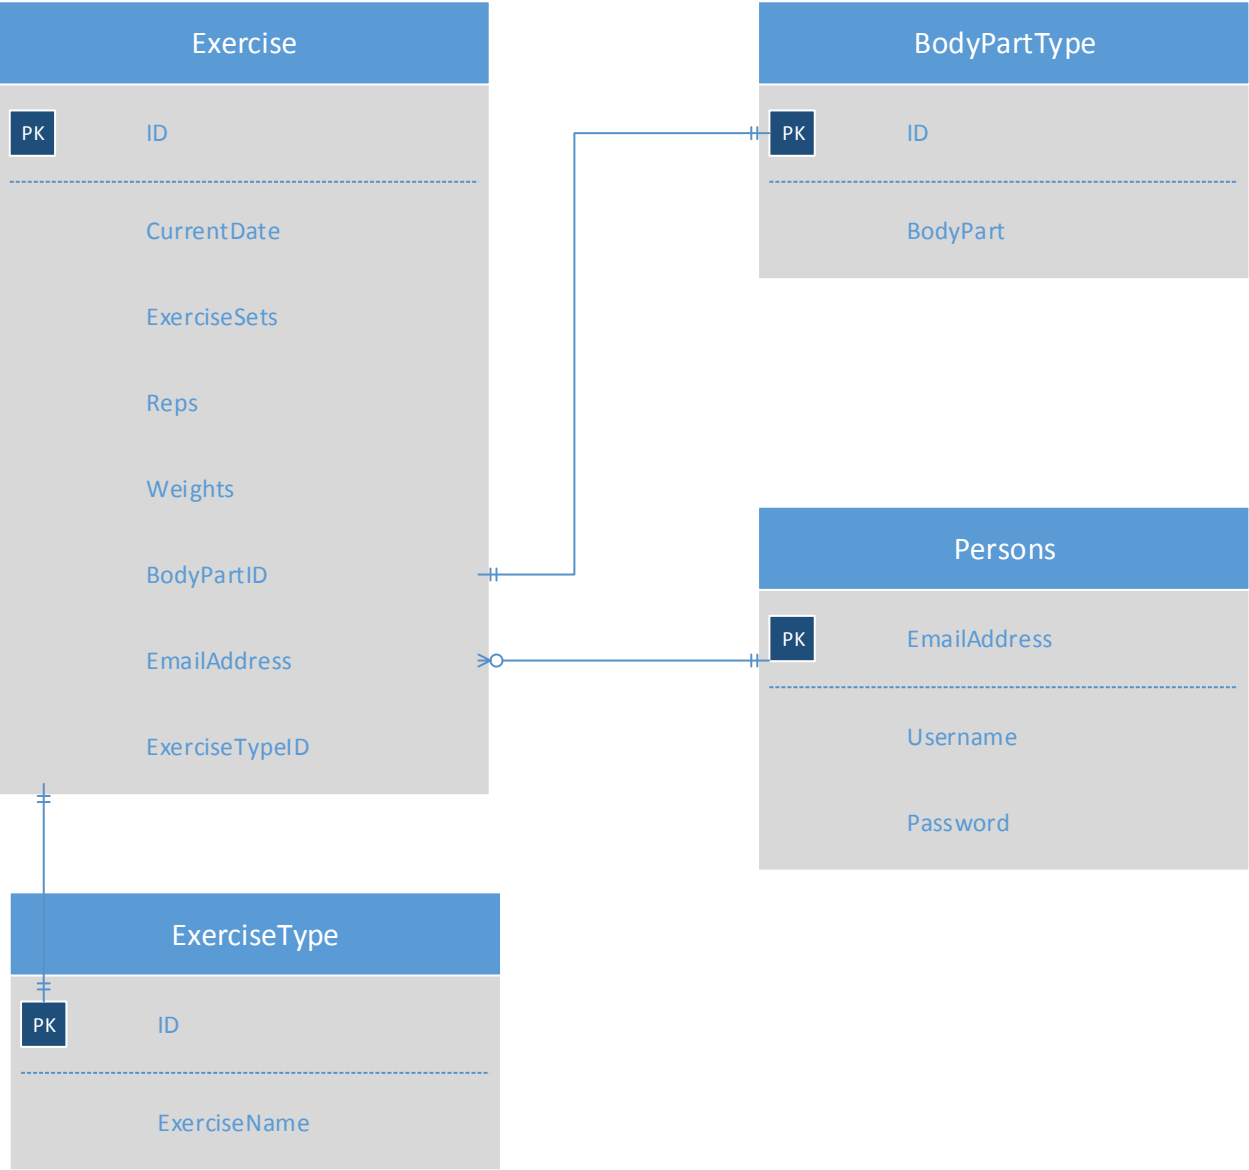 Exercise
PK ID
CurrentDate
ExerciseSets
Reps
Weights
BodyPartID
EmailAddress
ExerciseTypeID
BodyPartType
PK ID
BodyPart
Persons
PK EmailAddress
Username
Password
ExerciseType
PK ID
ExerciseName